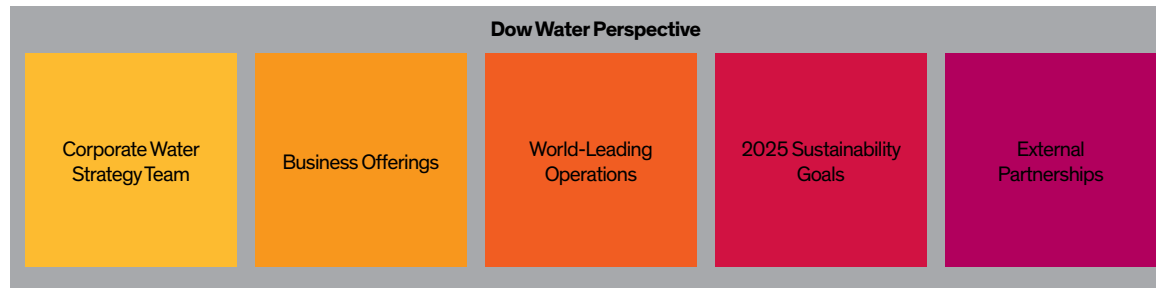 Dow Water Perspective
Corporate Water
Strategy Team
Business Offerings
World-Leading
Operations
2025 Sustainability
Goals
External
Partnerships